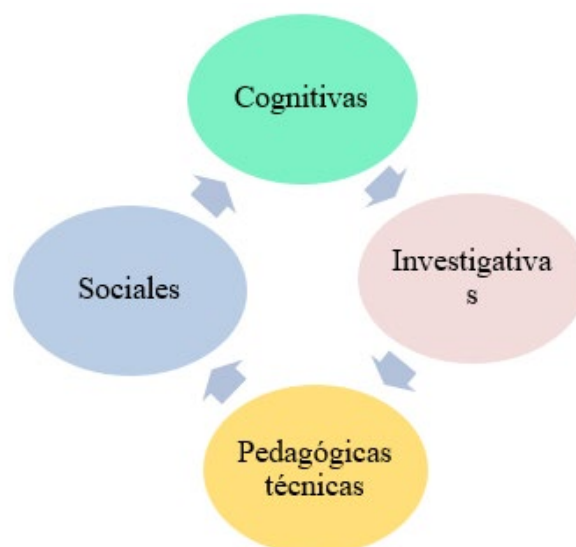 Cognitivas
Investigativa
s
Pedagógicas
técnicas
Sociales